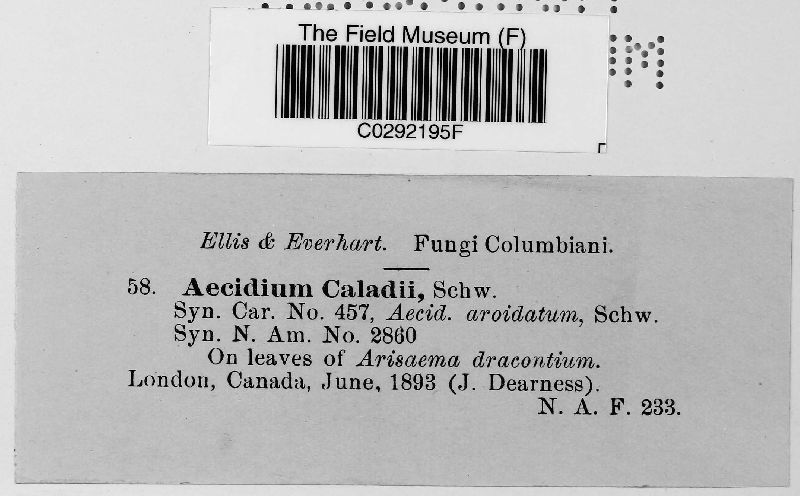 The Field Museum (F)
C0292195F
M
Ellis & Everhart. Fungi Columbiani.
58. Aecidium Caladii, Schw.
Syn. Car. No. 457, Aecid. aroidatum, Schw.
Syn. N. Am. No. 2860
On leaves of Arisaema dracontium.
London, Canada, June, 1893 (J. Dearness).
N. A. F. 233.